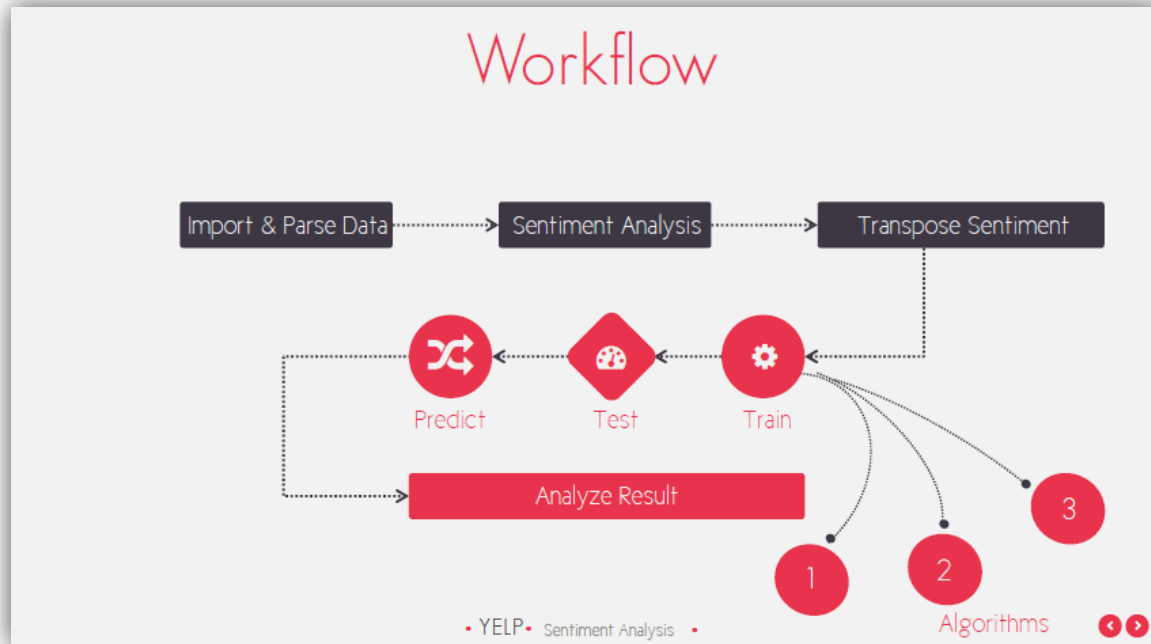 Workflow
Import & Parse Data
Sentiment Analysis
Transpose Sentiment
Predict
Test
Train
Analyze Result
1
2
3
Algorithms
• YELP• Sentiment Analysis •